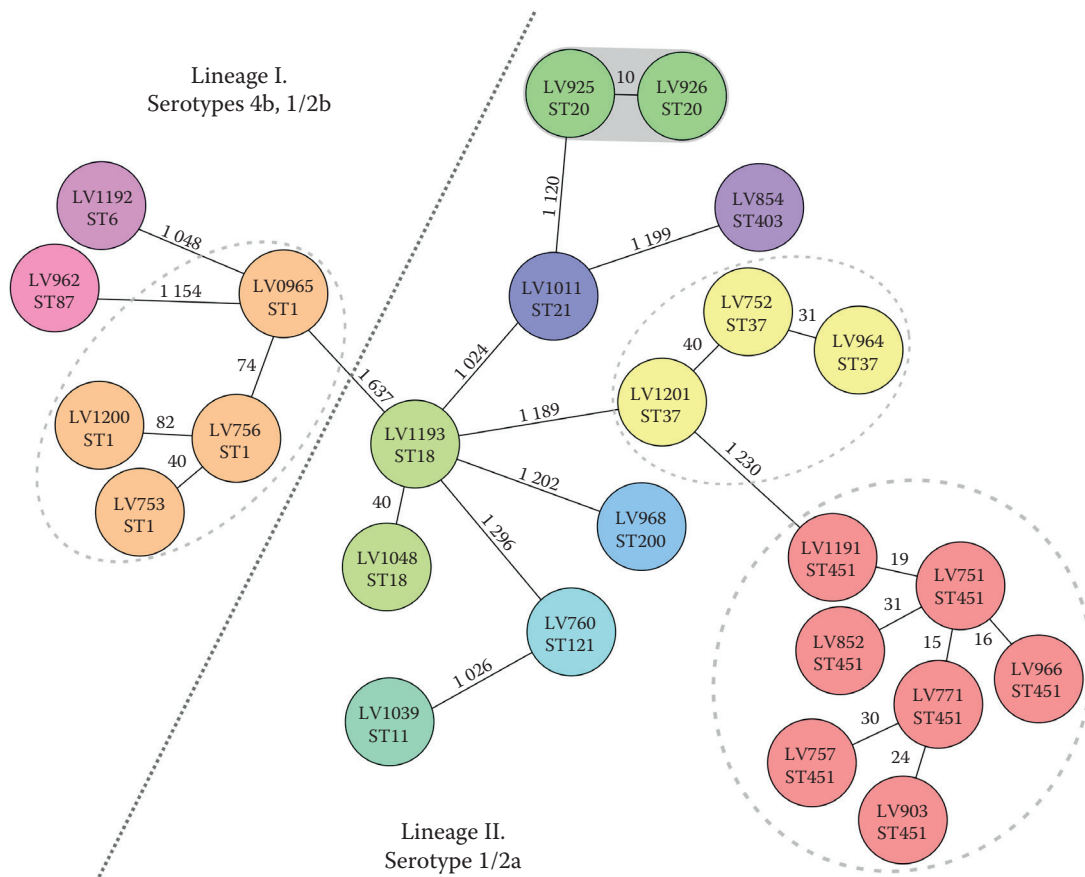 Lineage I.
Serotypes 4b, 1/2b
LV925
ST20
10
LV926
ST20
LV1192
ST6
1 048
LV962
ST87
1 154
LV0965
ST1
74
LV1200
ST1
82
LV756
ST1
40
LV753
ST1
1 637
1 120
LV854
ST403
1 199
LV1011
ST21
1 024
LV752
ST37
31
LV964
ST37
40
LV1201
ST37
1 189
LV1193
ST18
1 230
1 202
40
LV968
ST200
1 296
LV1048
ST18
LV760
ST121
1 026
LV1039
ST11
LV1191
ST451
19
LV751
ST451
31
LV852
ST451
15
16
LV966
ST451
LV771
ST451
30
LV757
ST451
24
LV903
ST451
Lineage II.
Serotype 1/2a